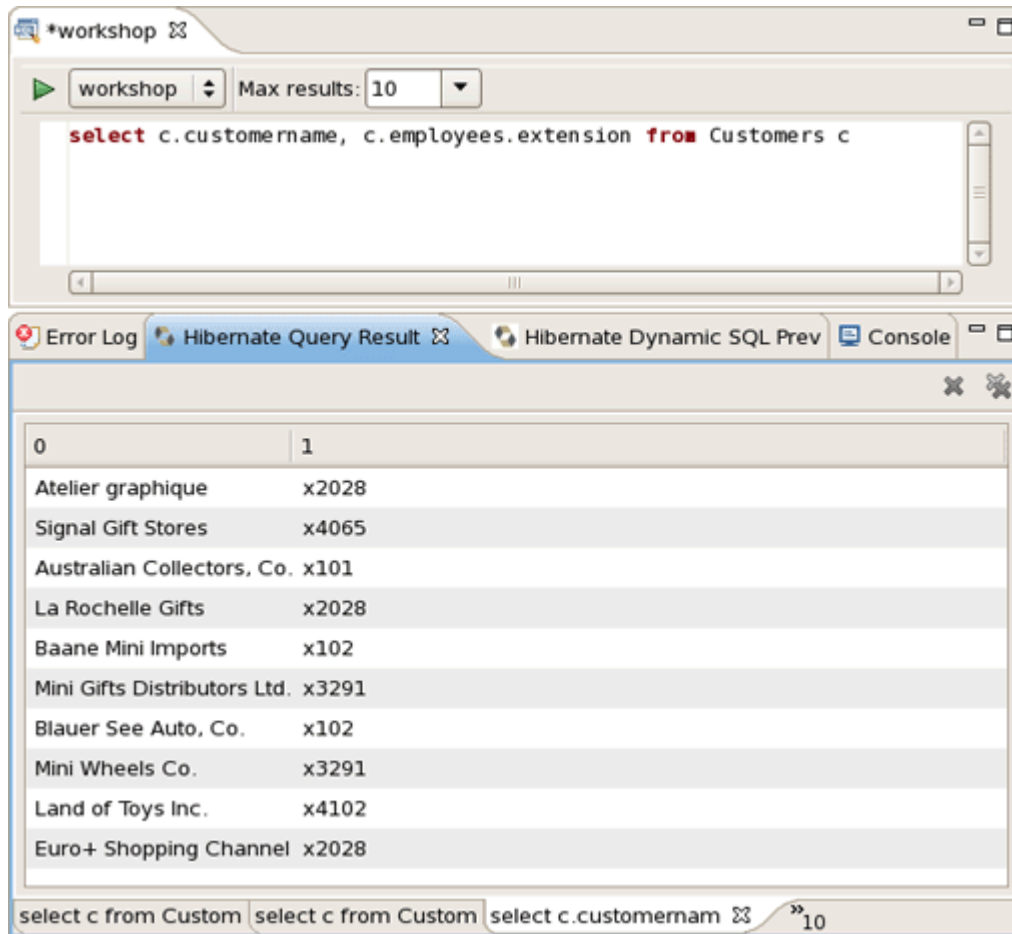 *workshop
workshop Max results: 10
select c.customername, c.employees.extension from Customers c
Error Log Hibernate Query Result Hibernate Dynamic SQL Prev Console
0 1
Atelier graphique x2028
Signal Gift Stores x4065
Australian Collectors, Co. x101
La Rochelle Gifts x2028
Baane Mini Imports x102
Mini Gifts Distributors Ltd. x3291
Blauer See Auto, Co. x102
Mini Wheels Co. x3291
Land of Toys Inc. x4102
Euro+ Shopping Channel x2028
select c from Custom select c from Custom select c.customernam »10